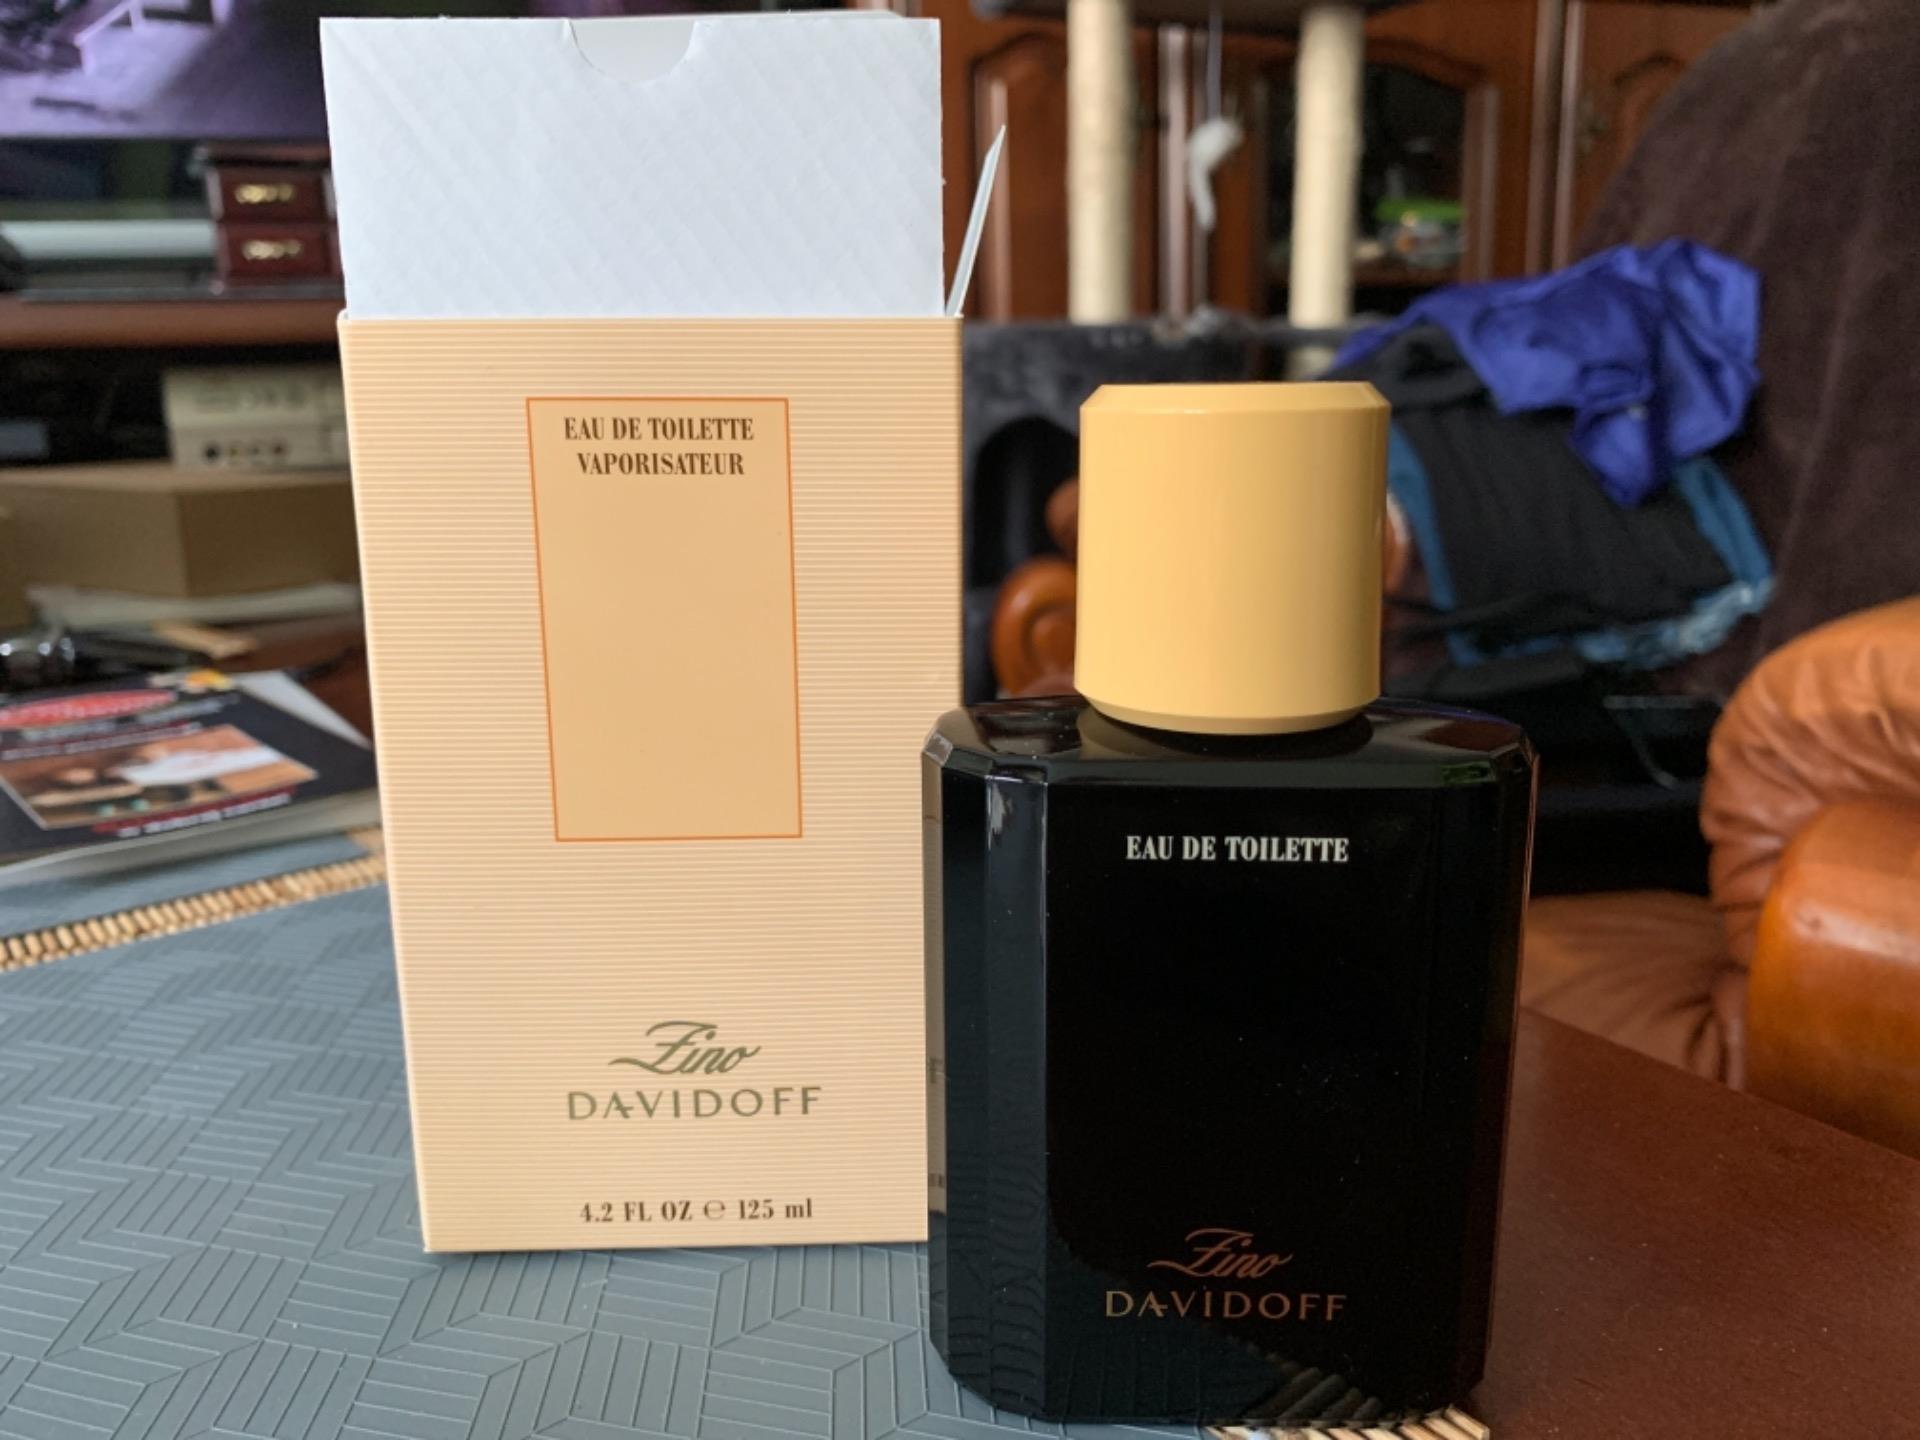 EAU DE TOILETTE
VAPORISATEUR
Zino
DAVIDOFF
4.2 FL OZ ℮ 125 ml
EAU DE TOILETTE
Zino
DAVIDOFF